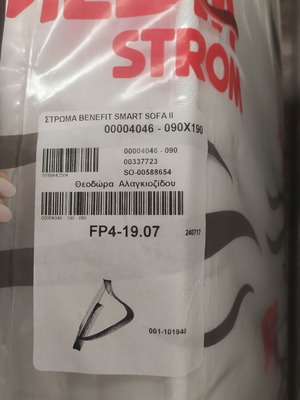 STROM
ΣΤΡΩΜΑ BENEFIT SMART SOFA II
00004046 - 090X190
00004046 - 090
00337723
SO-00588654
Θεοδώρα Αλαγκιοζίδου
00004046 - 190 - 090
FP4-19.07
240717
001-101940